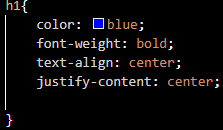 h1{
color: blue;
font-weight: bold;
text-align: center;
justify-content: center;
}